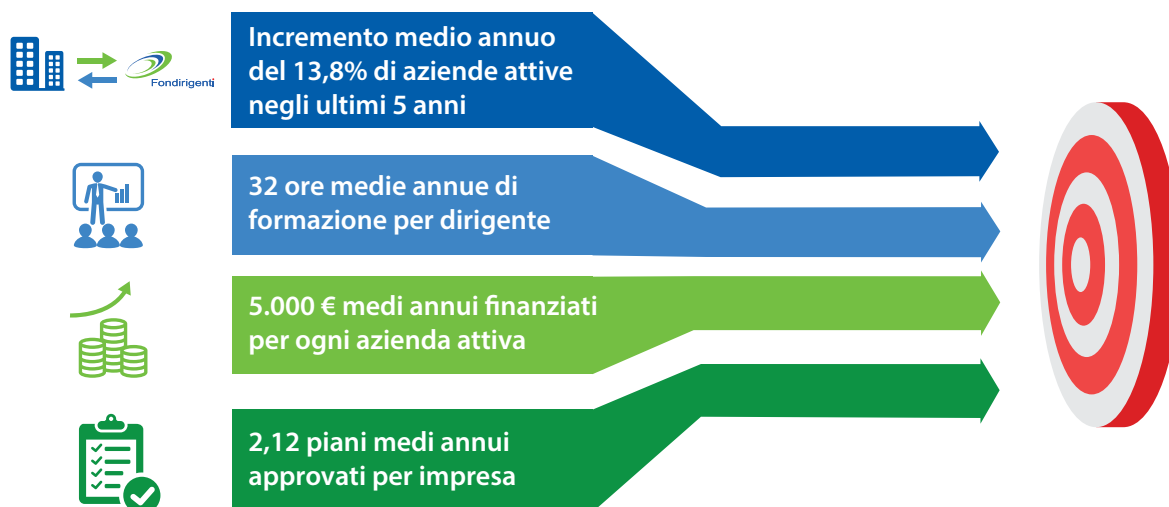 Fondirigenti
Incremento medio annuo
del 13,8% di aziende attive
negli ultimi 5 anni
32 ore medie annue di
formazione per dirigente
5.000 € medi annui finanziati
per ogni azienda attiva
2,12 piani medi annui
approvati per impresa